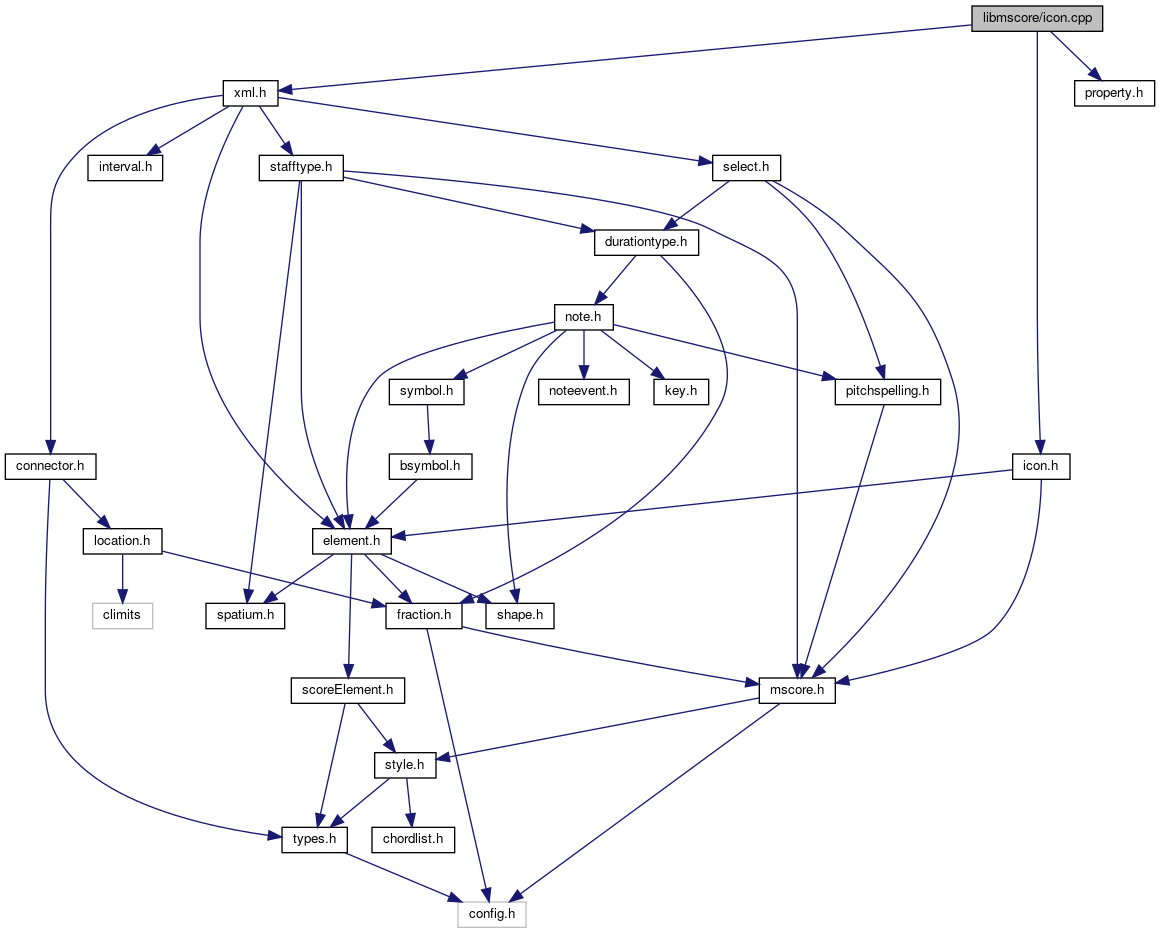 libmscore/icon.cpp
xml.h
property.h
interval.h
stafftype.h
select.h
durationtype.h
note.h
symbol.h
noteevent.h
key.h
pitchspelling.h
connector.h
bsymbol.h
icon.h
location.h
element.h
climits
spatium.h
fraction.h
shape.h
scoreElement.h
mscore.h
style.h
types.h
chordlist.h
config.h